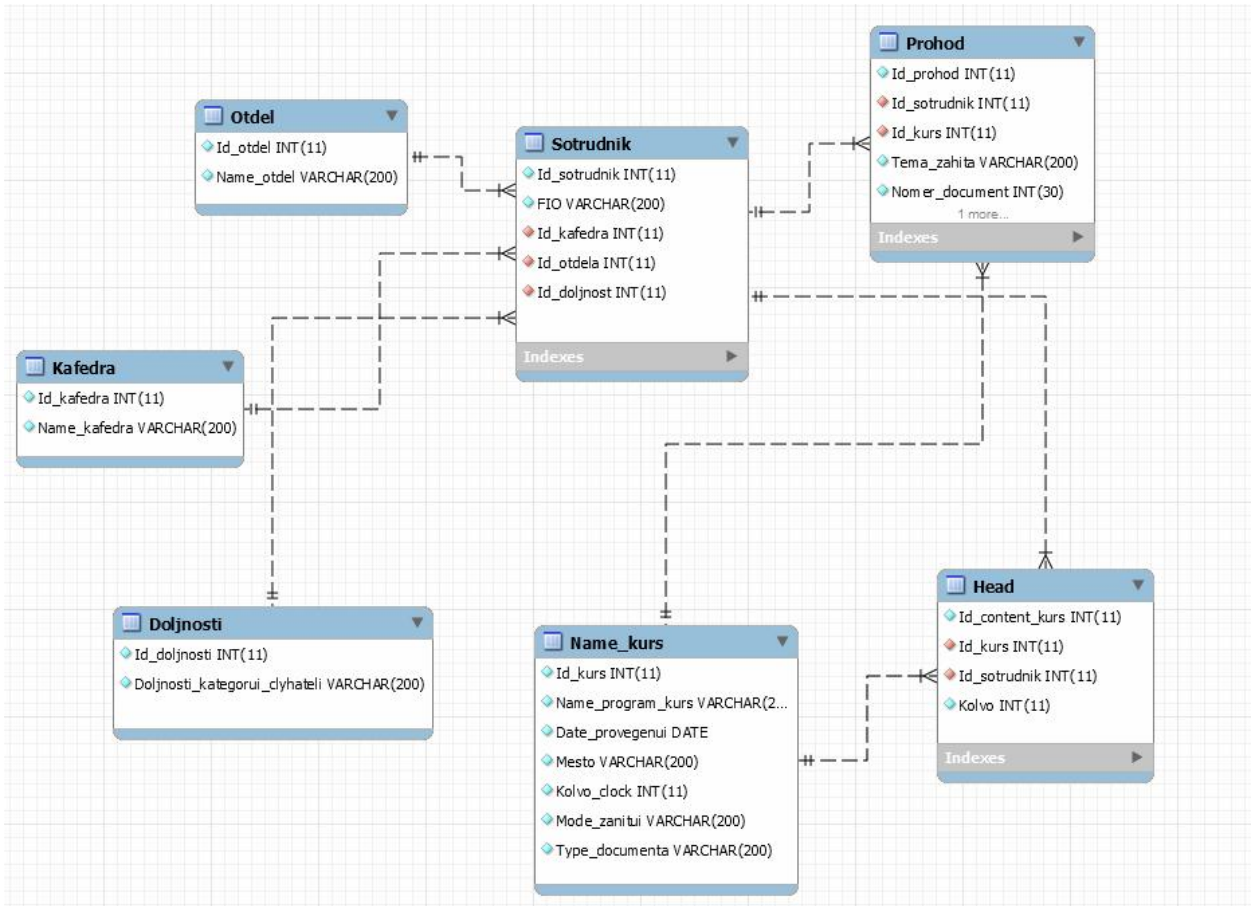 Prohod
Id_prohod INT(11)
Id_sotrudnik INT(11)
Id_kurs INT(11)
Tema_zahita VARCHAR(200)
Nomer_document INT(30)
1 more...
Indexes
Otdel
Id_otdel INT(11)
Name_otdel VARCHAR(200)
Sotrudnik
Id_sotrudnik INT(11)
FIO VARCHAR(200)
Id_kafedra INT(11)
Id_otdela INT(11)
Id_doljnost INT(11)
Indexes
Kafedra
Id_kafedra INT(11)
Name_kafedra VARCHAR(200)
Doljnosti
Id_doljnosti INT(11)
Doljnosti_kategorui_clyhateli VARCHAR(200)
Name_kurs
Id_kurs INT(11)
Name_program_kurs VARCHAR(2...
Date_provegenui DATE
Mesto VARCHAR(200)
Kolvo_clock INT(11)
Mode_zanitui VARCHAR(200)
Type_documenta VARCHAR(200)
Head
Id_content_kurs INT(11)
Id_kurs INT(11)
Id_sotrudnik INT(11)
Kolvo INT(11)
Indexes